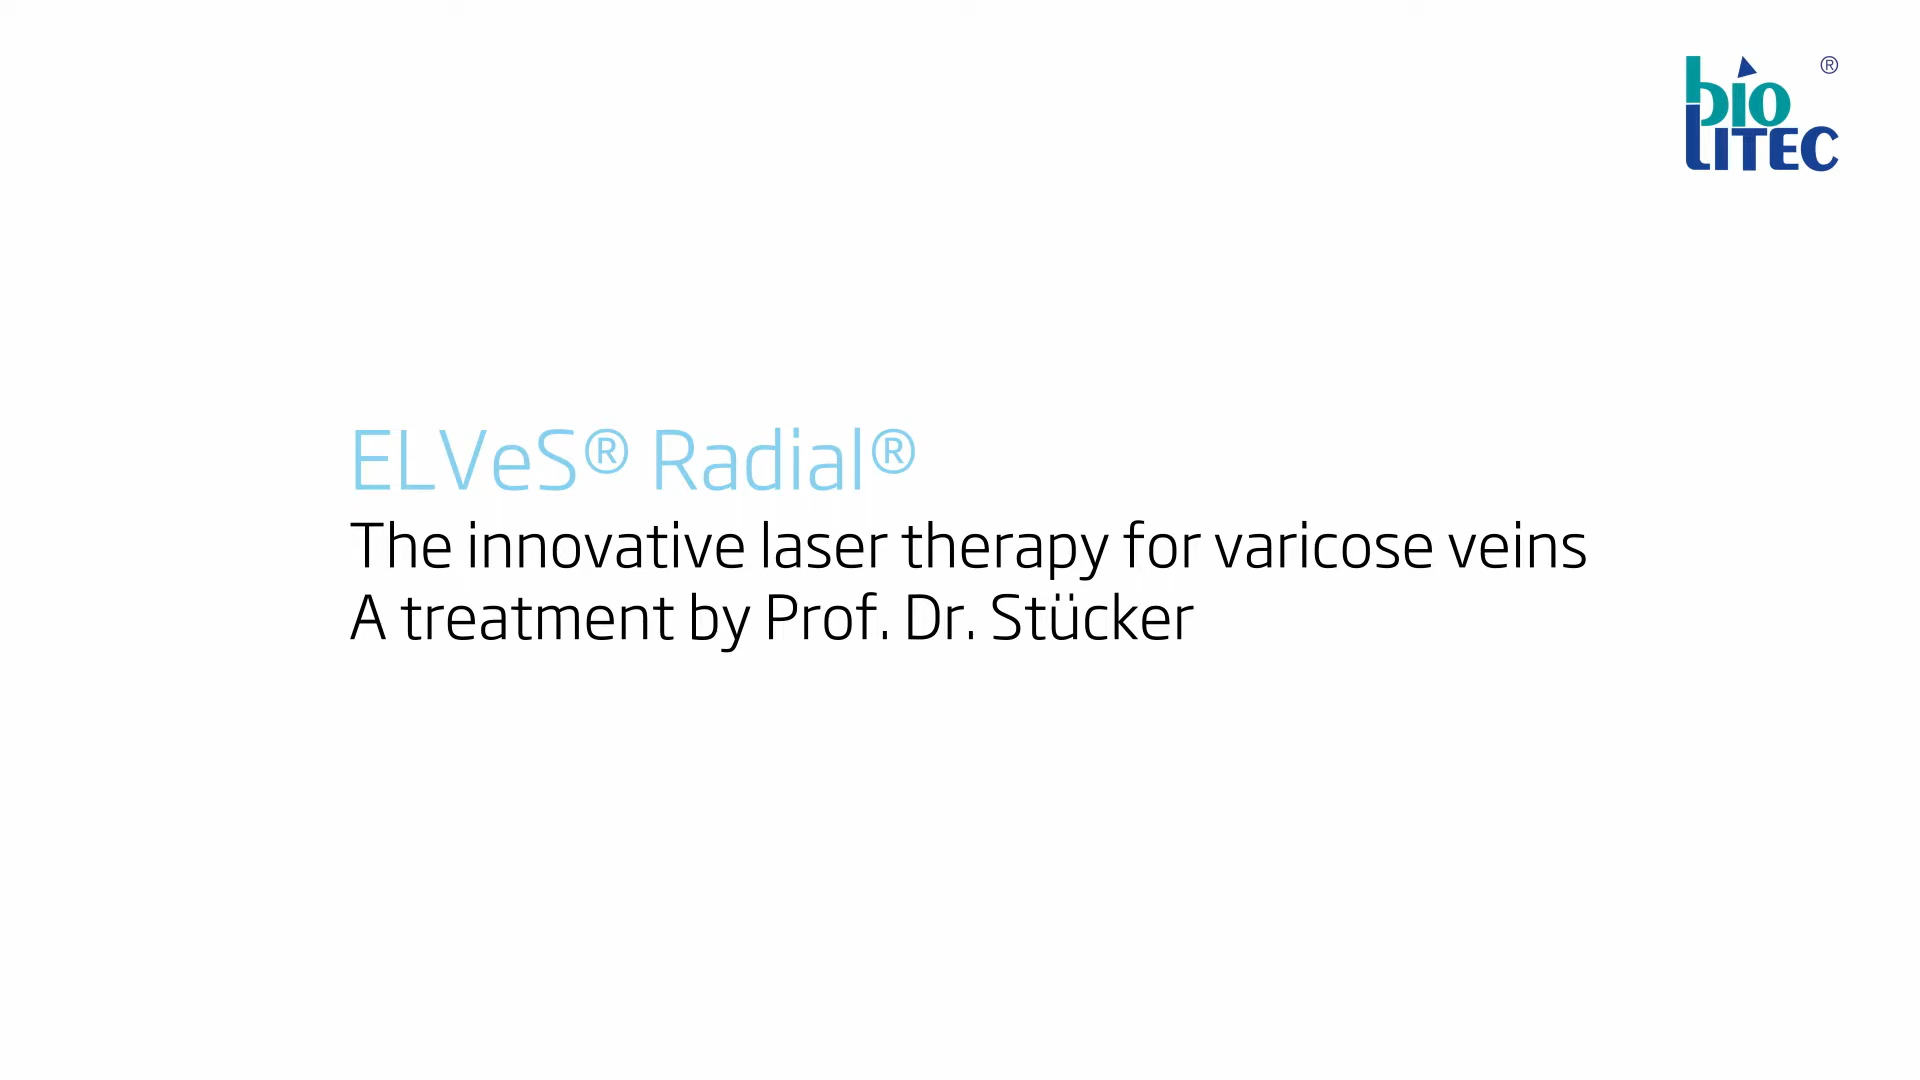 bio
LITEC ®
ELVeS® Radial®
The innovative laser therapy for varicose veins
A treatment by Prof. Dr. Stücker